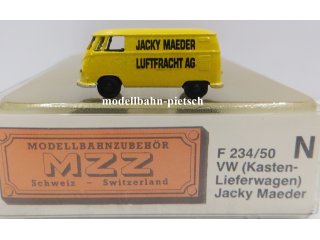 JACKY MAEDER
LUFTFRACHT AG
modellbahn-pietsch
MODELLBAHNZUBEHÖR
MZZ
Schweiz - Switzerland
F 234/50
VW (Kasten-
Lieferwagen)
Jacky Maeder
N